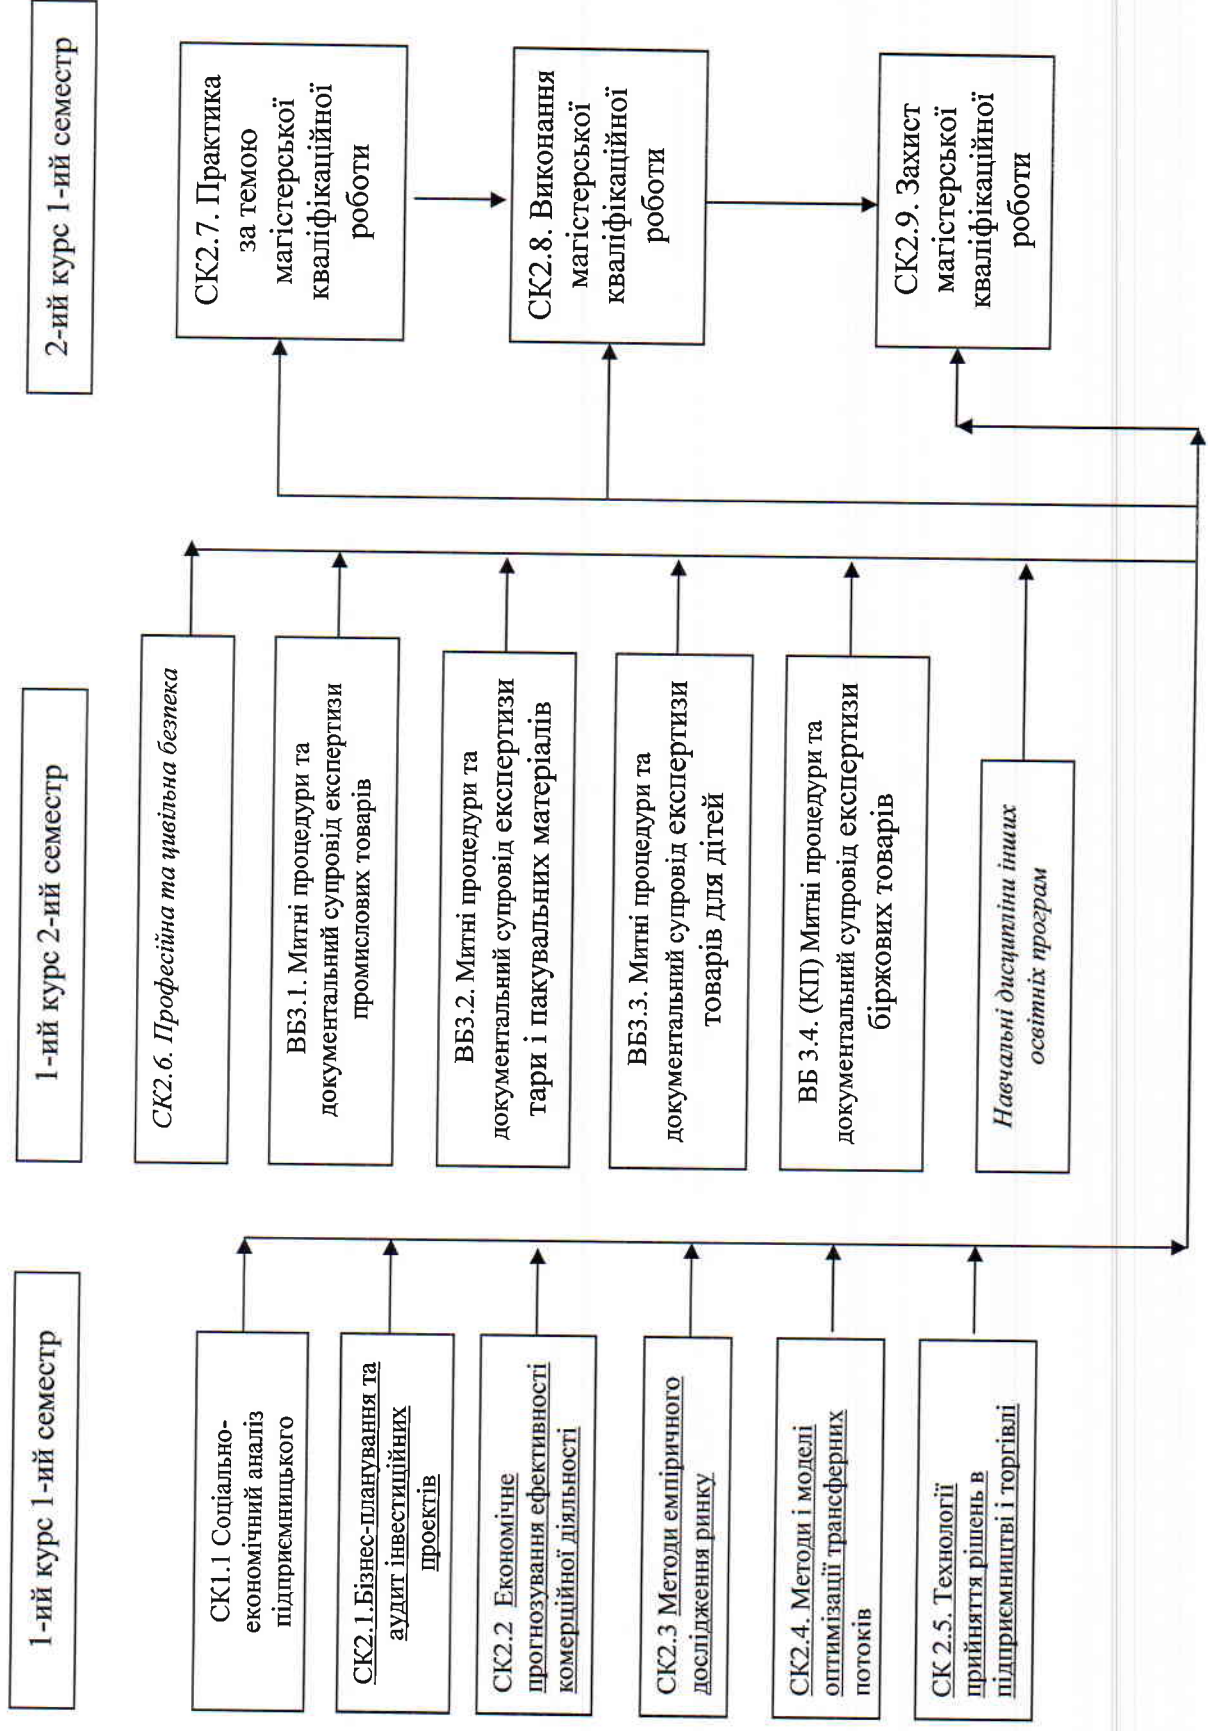 1-ий курс 1-ий семестр
СК1.1 Соціально-
економічний аналіз
підприємницького
СК2.1.Бізнес-планування та
аудит інвестиційних
проектів
СК2.2 Економічне
прогнозування ефективності
комерційної діяльності
СК2.3 Методи емпіричного
дослідження ринку
СК2.4. Методи і моделі
оптимізації трансферних
потоків
СК 2.5. Технології
прийняття рішень в
підприємництві і торгівлі
1-ий курс 2-ий семестр
СК2.6. Професійна та цивільна безпека
ВБ3.1. Митні процедури та
документальний супровід експертизи
промислових товарів
ВБ3.2. Митні процедури та
документальний супровід експертизи
тари і пакувальних матеріалів
ВБ3.3. Митні процедури та
документальний супровід експертизи
товарів для дітей
ВБ 3.4. (КП) Митні процедури та
документальний супровід експертизи
біржових товарів
Навчальні дисципліни інших
освітніх програм
2-ий курс 1-ий семестр
СК2.7. Практика
за темою
магістерської
кваліфікаційної
роботи
СК2.8. Виконання
магістерської
кваліфікаційної
роботи
СК2.9. Захист
магістерської
кваліфікаційної
роботи